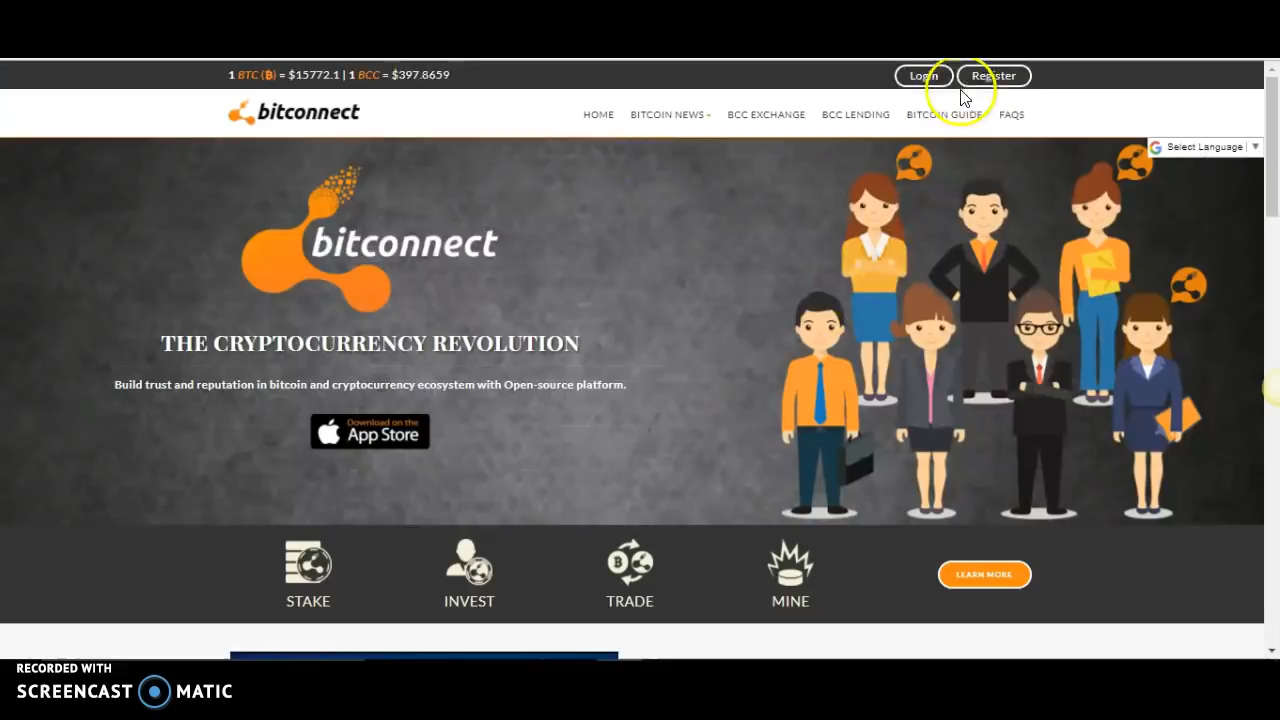 1 BTC (B) = $15772.1 | 1 BCC = $397.8659
Login Register
bitconnect
HOME BITCOIN NEWS BCC EXCHANGE BCC LENDING BITCOIN GUIDE FAQS
Select Language
bitconnect
THE CRYPTOCURRENCY REVOLUTION
Build trust and reputation in bitcoin and cryptocurrency ecosystem with Open-source platform.
Download on the
App Store
STAKE INVEST TRADE MINE
LEARN MORE
RECORDED WITH
SCREENCAST MATIC